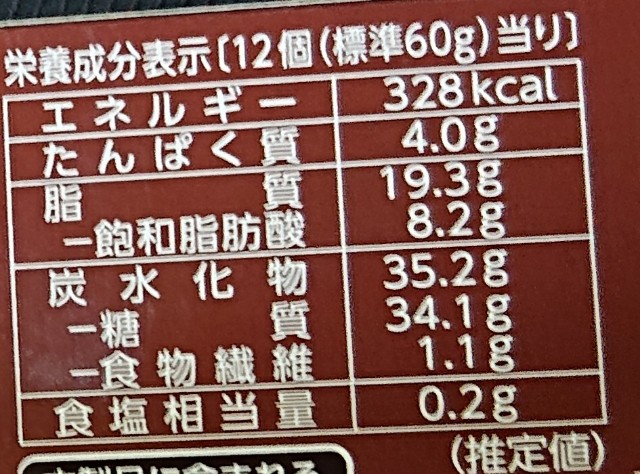 栄養成分表示〔12個(標準60g)当り〕
エネルギー 328kcal
たんぱく質 4.0g
脂質 19.3g
−飽和脂肪酸 8.2g
炭水化物 35.2g
−糖質 34.1g
−食物繊維 1.1g
食塩相当量 0.2g
(推定値)